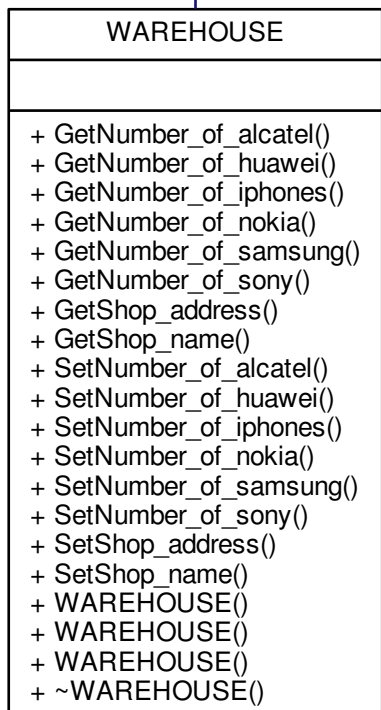 WAREHOUSE
+ GetNumber_of_alcatel()
+ GetNumber_of_huawei()
+ GetNumber_of_iphones()
+ GetNumber_of_nokia()
+ GetNumber_of_samsung()
+ GetNumber_of_sony()
+ GetShop_address()
+ GetShop_name()
+ SetNumber_of_alcatel()
+ SetNumber_of_huawei()
+ SetNumber_of_iphones()
+ SetNumber_of_nokia()
+ SetNumber_of_samsung()
+ SetNumber_of_sony()
+ SetShop_address()
+ SetShop_name()
+ WAREHOUSE()
+ WAREHOUSE()
+ WAREHOUSE()
+ ~WAREHOUSE()